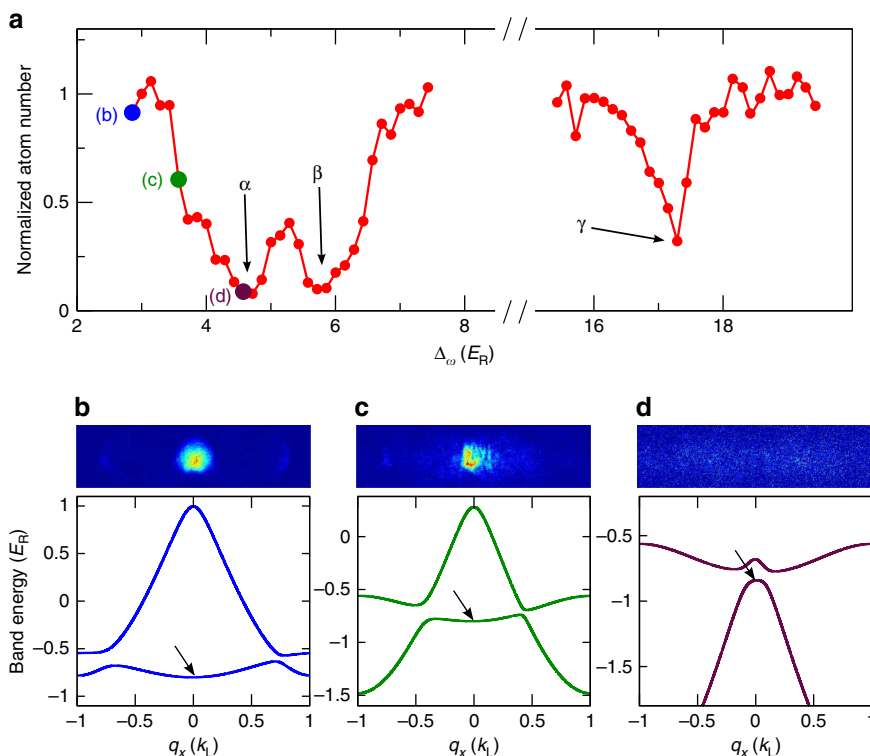 a
Normalized atom number
1
0.5
0
(b)
(c)
(d)
α
β
γ
2 4 6 8 16 18
Δω (ER)
b c d
Band energy (ER)
1
0.5
0
−0.5
−1
0
−0.5
−1
−1.5
−0.5
−1
−1.5
−1 −0.5 0 0.5 1
−1 −0.5 0 0.5 1
−1 −0.5 0 0.5 1
qx (kL) qx (kL) qx (kL)